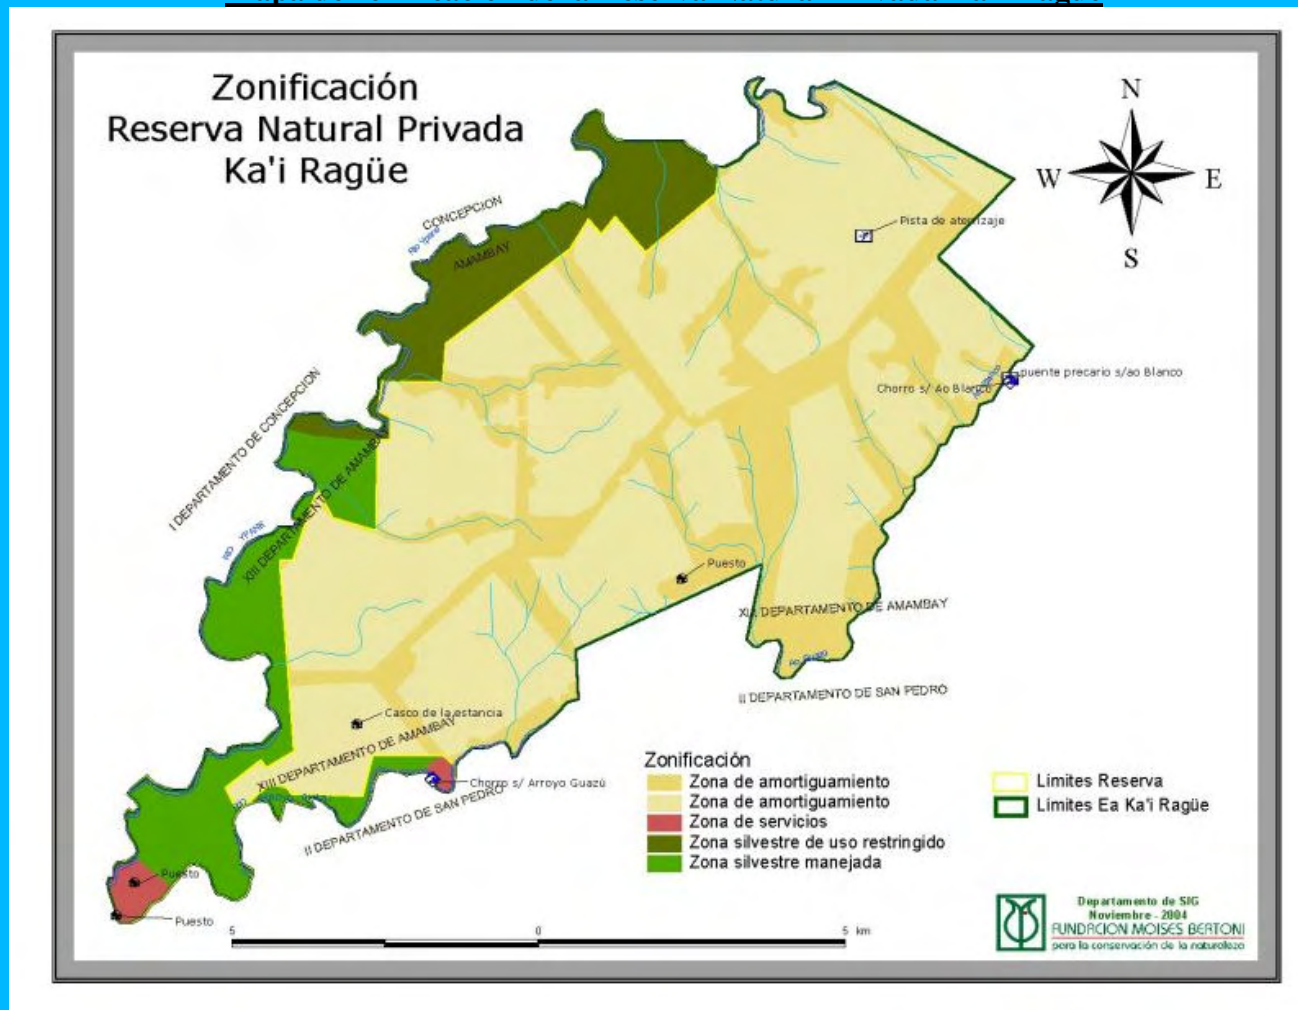 Zonificación
Reserva Natural Privada
Ka'i Ragüe
N
W
E
S
CONCEPCION
AMAMBAY
Pista de aterrizaje
puente precario s/ao Blanco
Chorro s/ Ao Blanco
I DEPARTAMENTO DE CONCEPCION
XIII DEPARTAMENTO DE AMAMBAY
Puesto
XIII DEPARTAMENTO DE AMAMBAY
II DEPARTAMENTO DE SAN PEDRO
Casco de la estancia
XIII DEPARTAMENTO DE AMAMBAY
Chorro s/ Arroyo Guazú
II DEPARTAMENTO DE SAN PEDRO
Puesto
Puesto
Zonificación
Zona de amortiguamiento
Zona de amortiguamiento
Zona de servicios
Zona silvestre de uso restringido
Zona silvestre manejada
Limites Reserva
Limites Ea Ka'i Ragüe
5 0 5 km
Departamento de SIG
Noviembre - 2004
FUNDACION MOISES BERTONI
para la conservación de la naturaleza